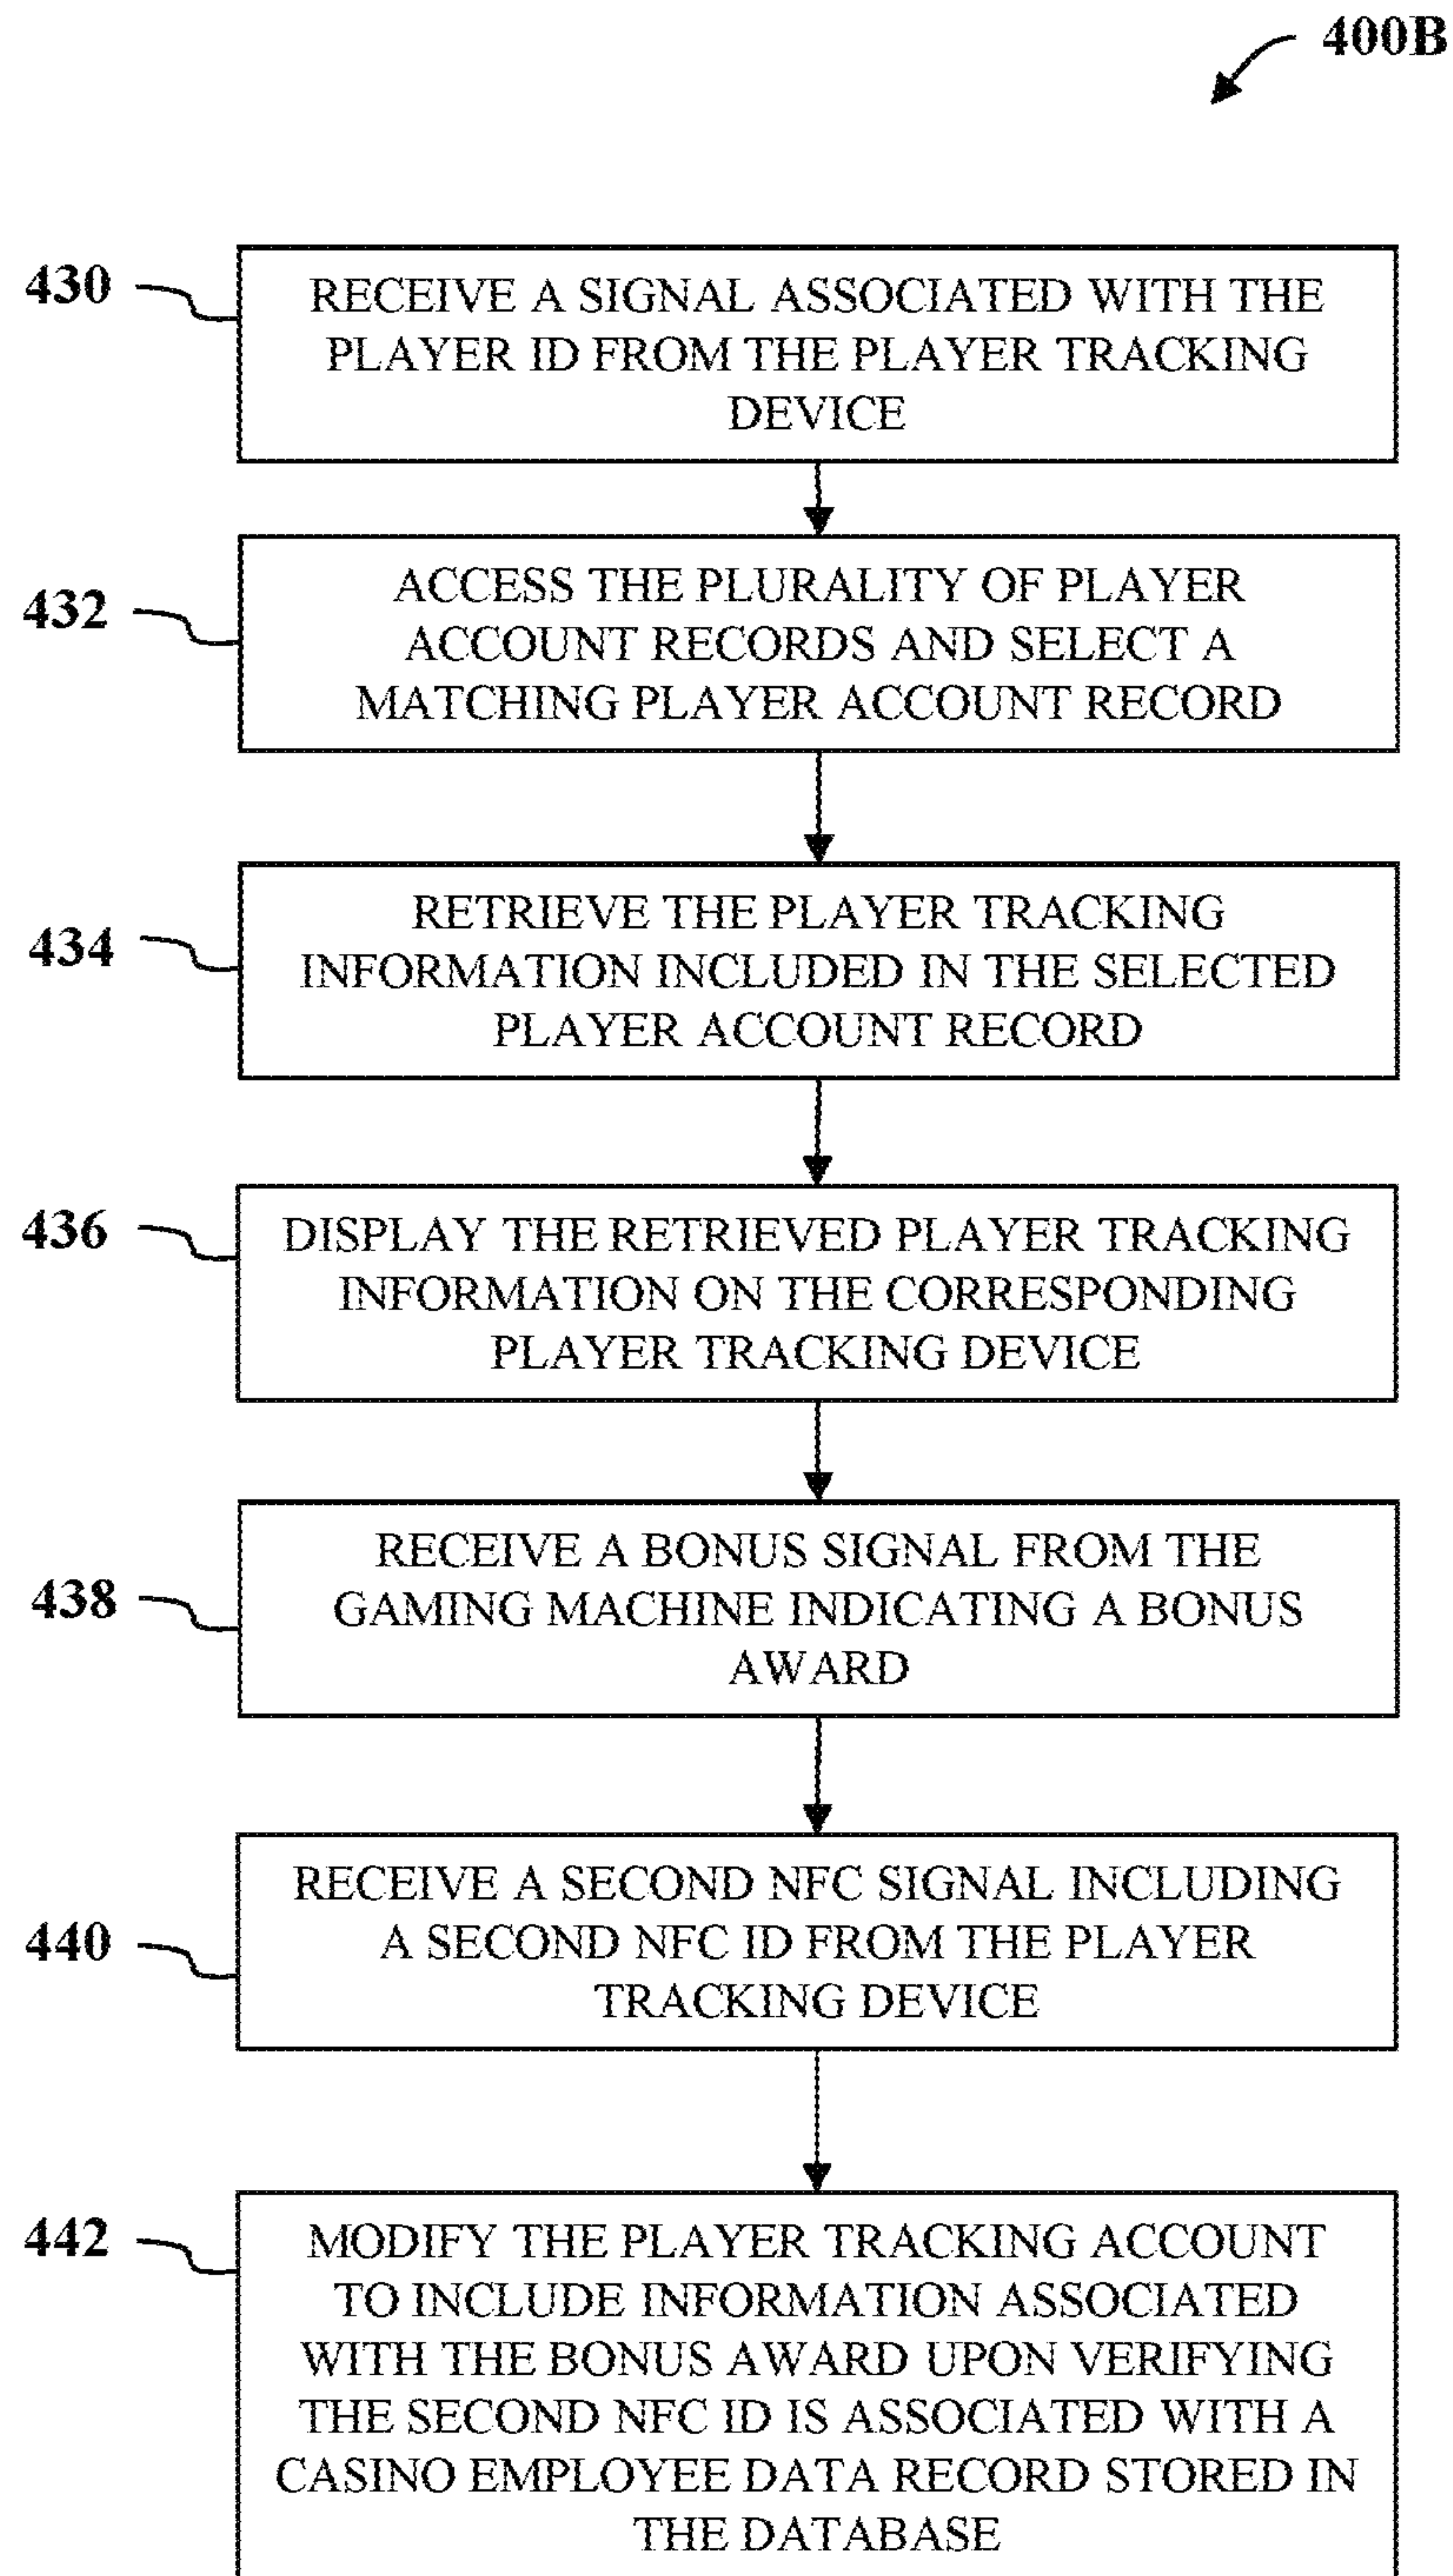 400B
430
RECEIVE A SIGNAL ASSOCIATED WITH THE
PLAYER ID FROM THE PLAYER TRACKING
DEVICE
432
ACCESS THE PLURALITY OF PLAYER
ACCOUNT RECORDS AND SELECT A
MATCHING PLAYER ACCOUNT RECORD
434
RETRIEVE THE PLAYER TRACKING
INFORMATION INCLUDED IN THE SELECTED
PLAYER ACCOUNT RECORD
436
DISPLAY THE RETRIEVED PLAYER TRACKING
INFORMATION ON THE CORRESPONDING
PLAYER TRACKING DEVICE
438
RECEIVE A BONUS SIGNAL FROM THE
GAMING MACHINE INDICATING A BONUS
AWARD
440
RECEIVE A SECOND NFC SIGNAL INCLUDING
A SECOND NFC ID FROM THE PLAYER
TRACKING DEVICE
442
MODIFY THE PLAYER TRACKING ACCOUNT
TO INCLUDE INFORMATION ASSOCIATED
WITH THE BONUS AWARD UPON VERIFYING
THE SECOND NFC ID IS ASSOCIATED WITH A
CASINO EMPLOYEE DATA RECORD STORED IN
THE DATABASE